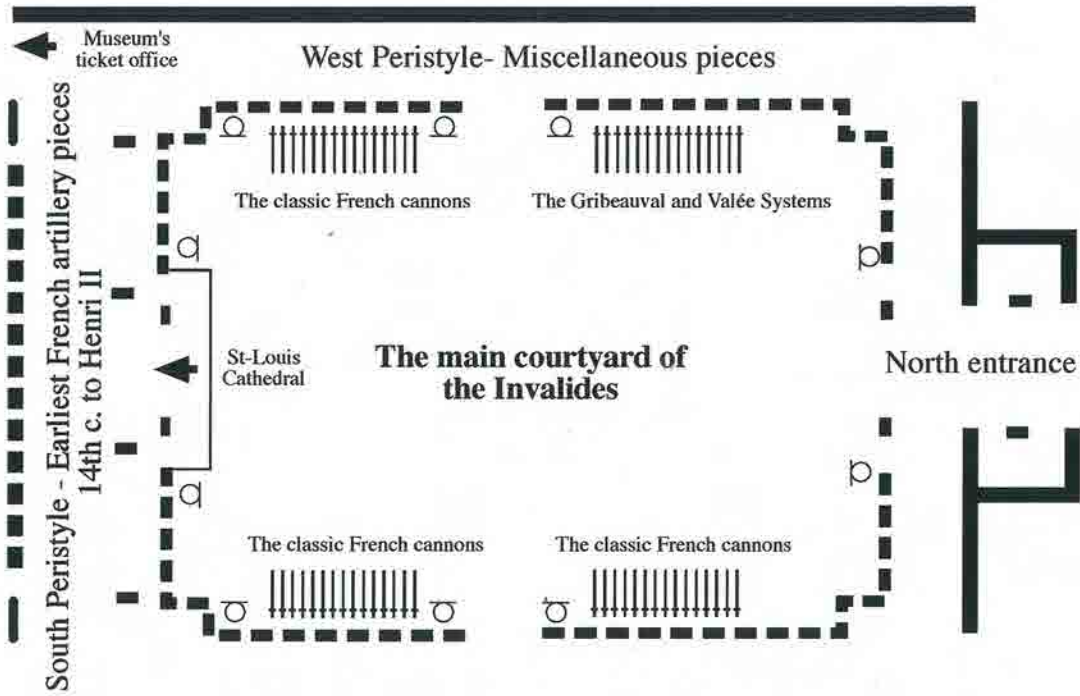 Museum's
ticket office
West Peristyle- Miscellaneous pieces
The classic French cannons
The Gribeauval and Valée Systems
South Peristyle - Earliest French artillery pieces
14th c. to Henri II
St-Louis
Cathedral
The main courtyard of
the Invalides
North entrance
The classic French cannons
The classic French cannons